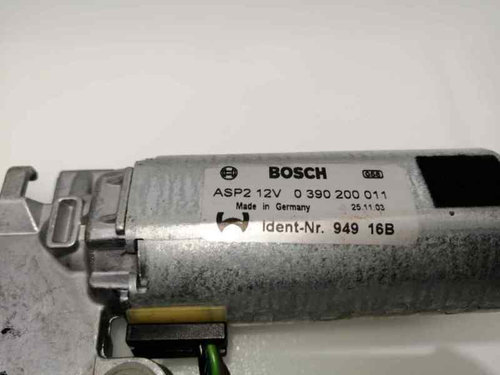 BOSCH
ASP2 12V 0 390 200 011
Made in Germany 25.11.03
Ident-Nr. 949 16B